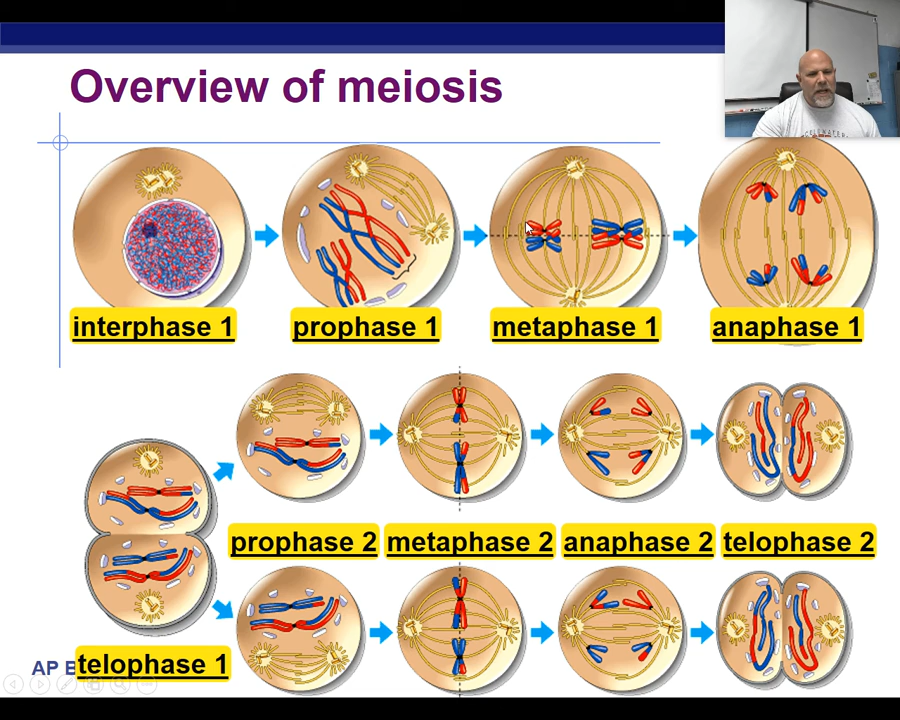 Overview of meiosis
interphase 1
prophase 1
metaphase 1
anaphase 1
prophase 2
metaphase 2
anaphase 2
telophase 2
telophase 1
AP